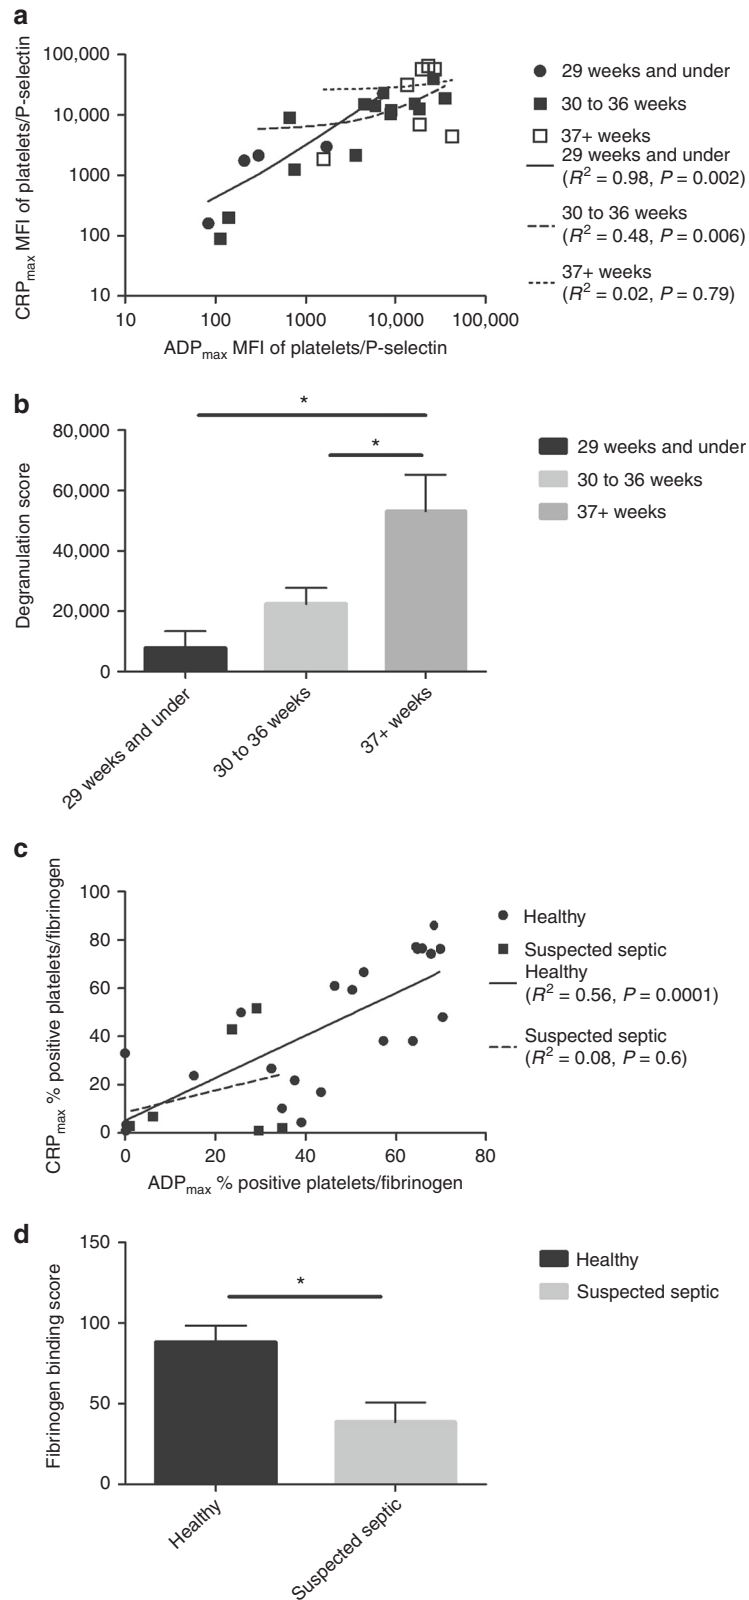 a
CRPmax MFI of platelets/P-selectin
100,000
10,000
1000
100
10
10 100 1000 10,000 100,000
ADPmax MFI of platelets/P-selectin
29 weeks and under
30 to 36 weeks
37+ weeks
29 weeks and under
(R² = 0.98, P = 0.002)
30 to 36 weeks
(R² = 0.48, P = 0.006)
37+ weeks
(R² = 0.02, P = 0.79)
b
Degranulation score
80,000
60,000
40,000
20,000
0
*
*
29 weeks and under
30 to 36 weeks
37+ weeks
29 weeks and under
30 to 36 weeks
37+ weeks
c
CRPmax % positive platelets/fibrinogen
100
80
60
40
20
0
0 20 40 60 80
ADPmax % positive platelets/fibrinogen
Healthy
Suspected septic
Healthy
(R² = 0.56, P = 0.0001)
Suspected septic
(R² = 0.08, P = 0.6)
d
Fibrinogen binding score
150
100
50
0
*
Healthy
Suspected septic
Healthy
Suspected septic